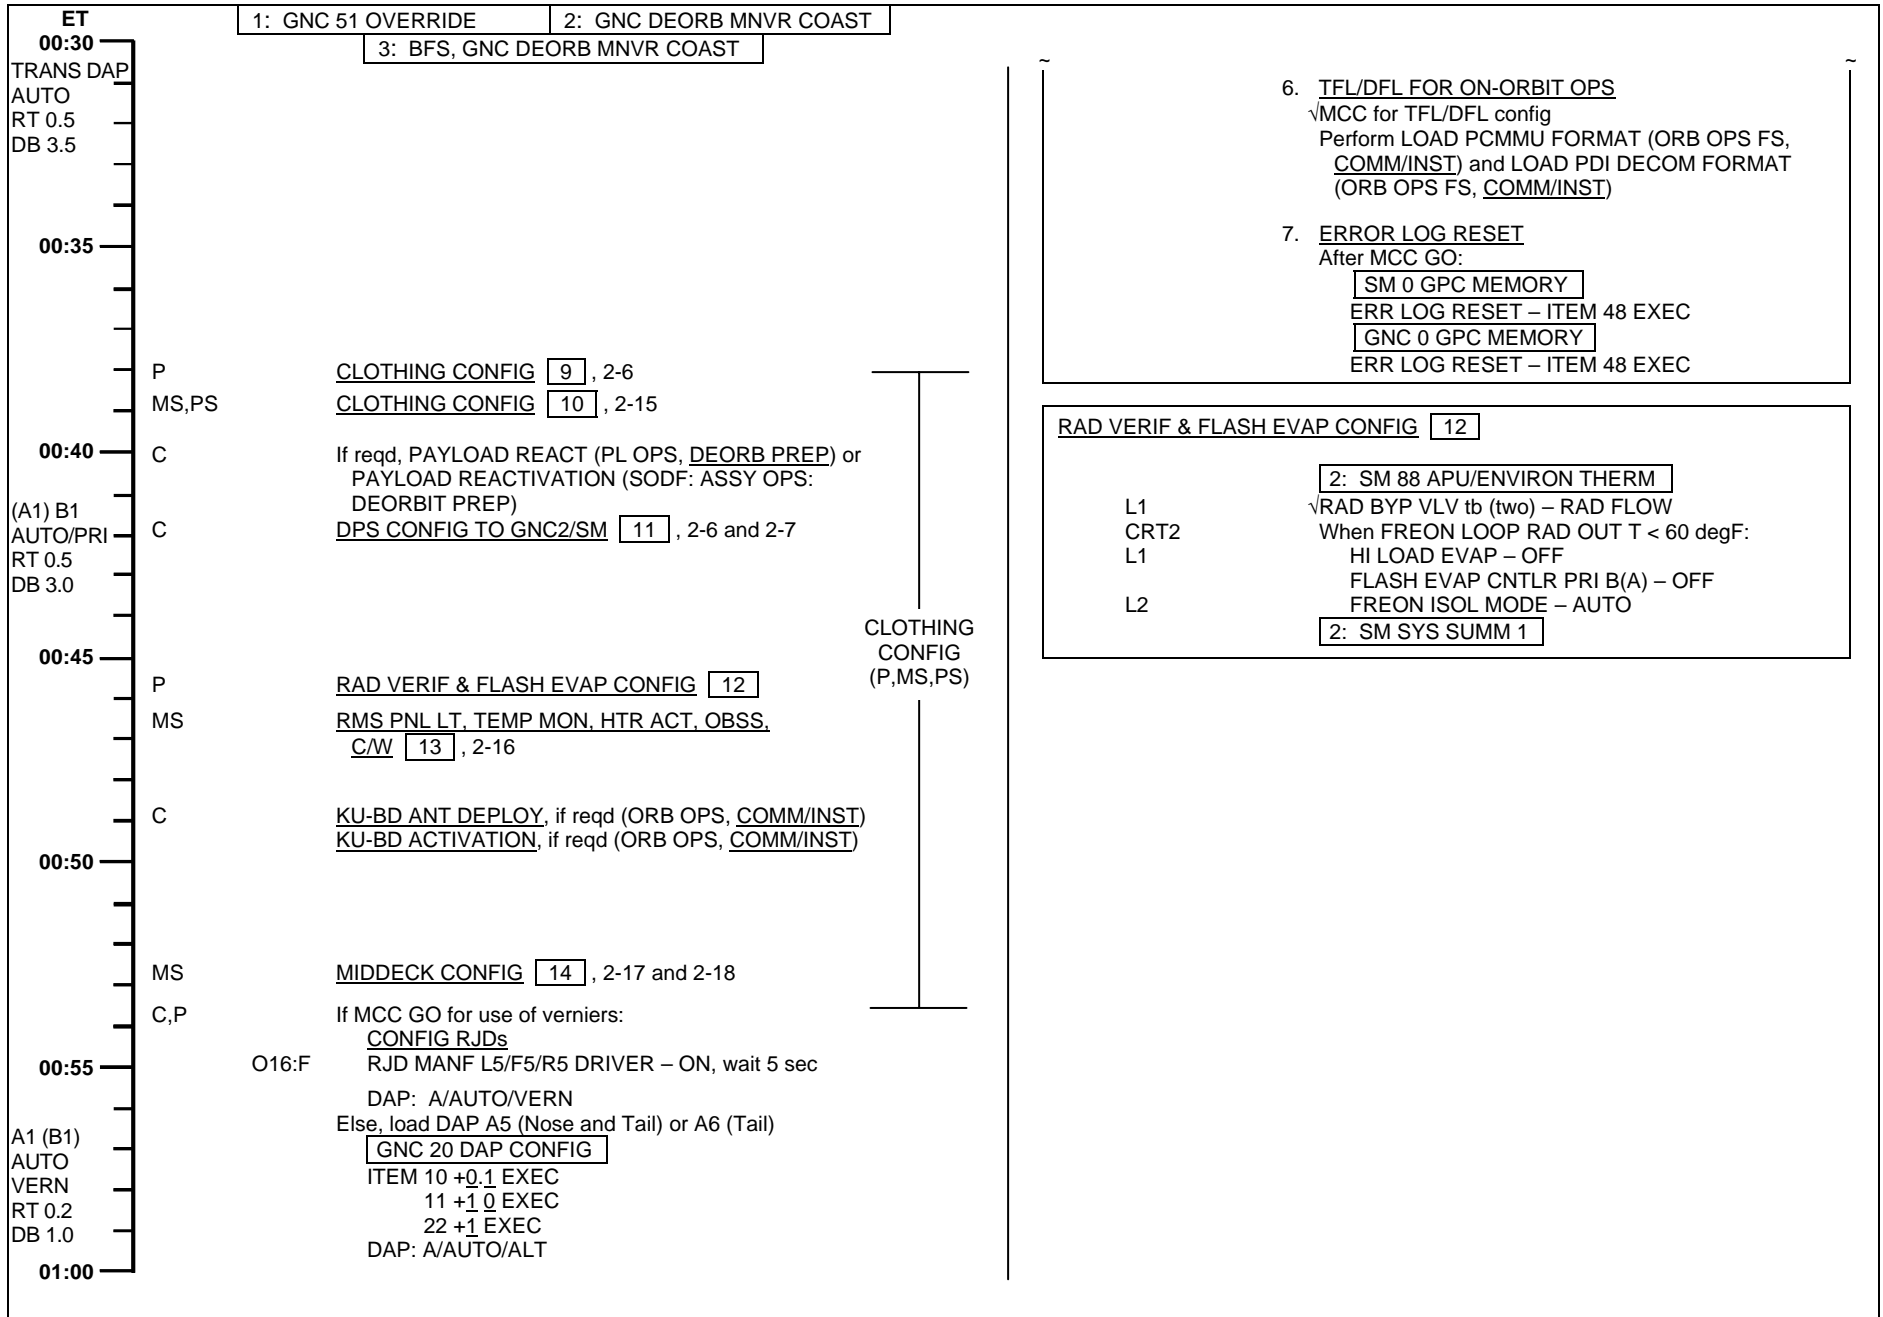 ET
1: GNC 51 OVERRIDE
2: GNC DEORB MNVR COAST
3: BFS, GNC DEORB MNVR COAST
00:30
TRANS DAP
AUTO
RT 0.5
DB 3.5
00:35
P CLOTHING CONFIG 9 , 2-6
MS,PS CLOTHING CONFIG 10 , 2-15
00:40
C If reqd, PAYLOAD REACT (PL OPS, DEORB PREP) or
PAYLOAD REACTIVATION (SODF: ASSY OPS:
DEORBIT PREP)
(A1) B1
AUTO/PRI
RT 0.5
DB 3.0
C DPS CONFIG TO GNC2/SM 11 , 2-6 and 2-7
CLOTHING
CONFIG
(P,MS,PS)
00:45
P RAD VERIF & FLASH EVAP CONFIG 12
MS RMS PNL LT, TEMP MON, HTR ACT, OBSS,
C/W 13 , 2-16
C KU-BD ANT DEPLOY, if reqd (ORB OPS, COMM/INST)
KU-BD ACTIVATION, if reqd (ORB OPS, COMM/INST)
00:50
MS MIDDECK CONFIG 14 , 2-17 and 2-18
C,P If MCC GO for use of verniers:
CONFIG RJDs
00:55
O16:F RJD MANF L5/F5/R5 DRIVER – ON, wait 5 sec
DAP: A/AUTO/VERN
Else, load DAP A5 (Nose and Tail) or A6 (Tail)
A1 (B1)
AUTO
VERN
RT 0.2
DB 1.0
GNC 20 DAP CONFIG
ITEM 10 +0.1 EXEC
11 +1 0 EXEC
22 +1 EXEC
DAP: A/AUTO/ALT
01:00
~ ~
6. TFL/DFL FOR ON-ORBIT OPS
√MCC for TFL/DFL config
Perform LOAD PCMMU FORMAT (ORB OPS FS,
COMM/INST) and LOAD PDI DECOM FORMAT
(ORB OPS FS, COMM/INST)
7. ERROR LOG RESET
After MCC GO:
SM 0 GPC MEMORY
ERR LOG RESET – ITEM 48 EXEC
GNC 0 GPC MEMORY
ERR LOG RESET – ITEM 48 EXEC
RAD VERIF & FLASH EVAP CONFIG 12
2: SM 88 APU/ENVIRON THERM
L1 √RAD BYP VLV tb (two) – RAD FLOW
CRT2 When FREON LOOP RAD OUT T < 60 degF:
L1 HI LOAD EVAP – OFF
FLASH EVAP CNTLR PRI B(A) – OFF
L2 FREON ISOL MODE – AUTO
2: SM SYS SUMM 1